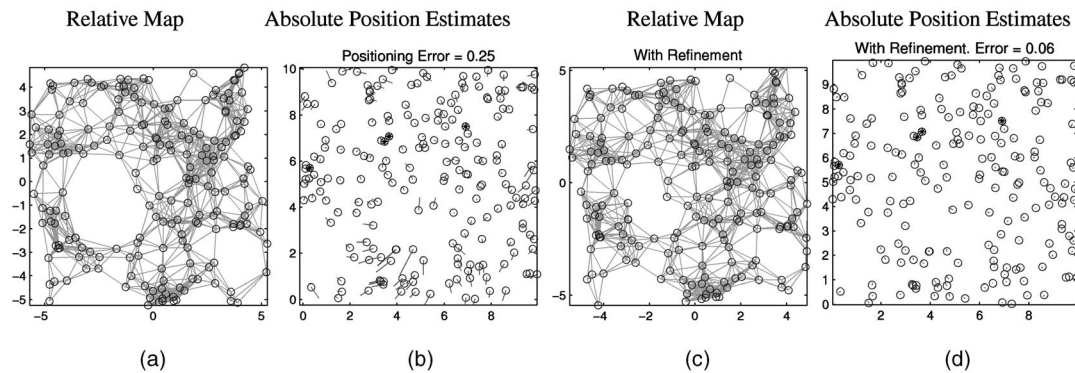 Relative Map
Absolute Position Estimates
Relative Map
Absolute Position Estimates
Positioning Error = 0.25
With Refinement
With Refinement. Error = 0.06
4
3
2
1
0
−1
−2
−3
−4
−5
−5 0 5
10
8
6
4
2
0
0 2 4 6 8
5
0
−5
−4 −2 0 2 4
10
9
8
7
6
5
4
3
2
1
0
2 4 6 8
(a)
(b)
(c)
(d)